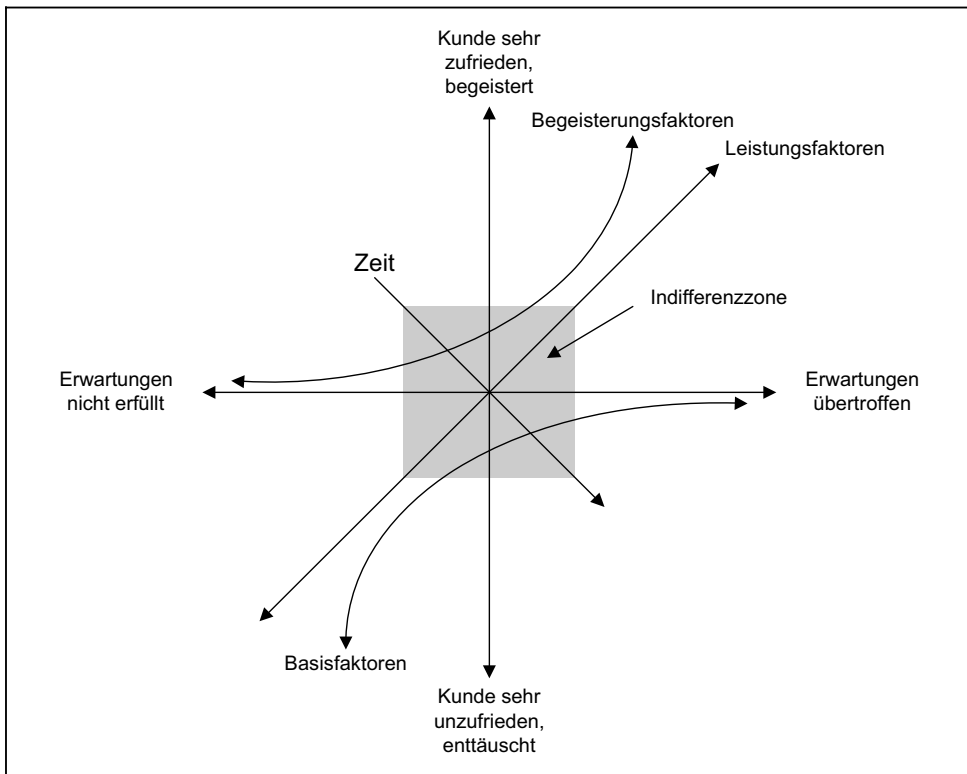 Kunde sehr
zufrieden,
begeistert
Begeisterungsfaktoren
Leistungsfaktoren
Zeit
Indifferenzzone
Erwartungen
nicht erfüllt
Erwartungen
übertroffen
Basisfaktoren
Kunde sehr
unzufrieden,
enttäuscht